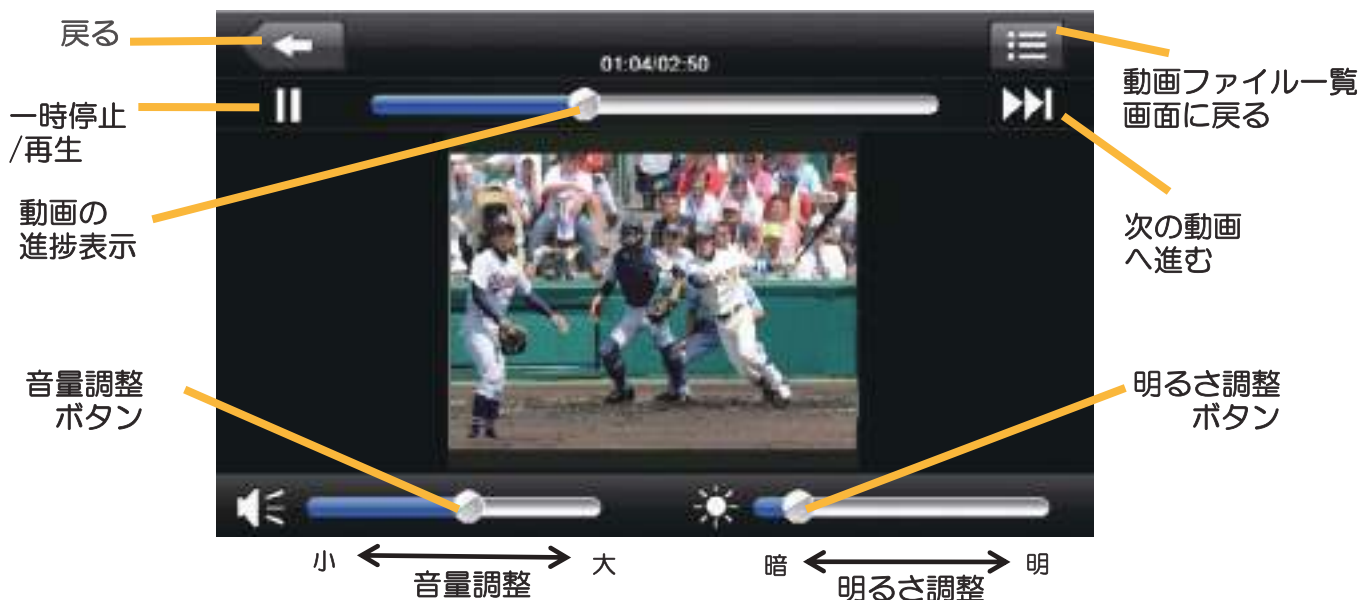 戻る
01:04/02:50
動画ファイル一覧
画面に戻る
一時停止
/再生
動画の
進捗表示
次の動画
へ進む
音量調整
ボタン
明るさ調整
ボタン
小
大
音量調整
暗
明
明るさ調整